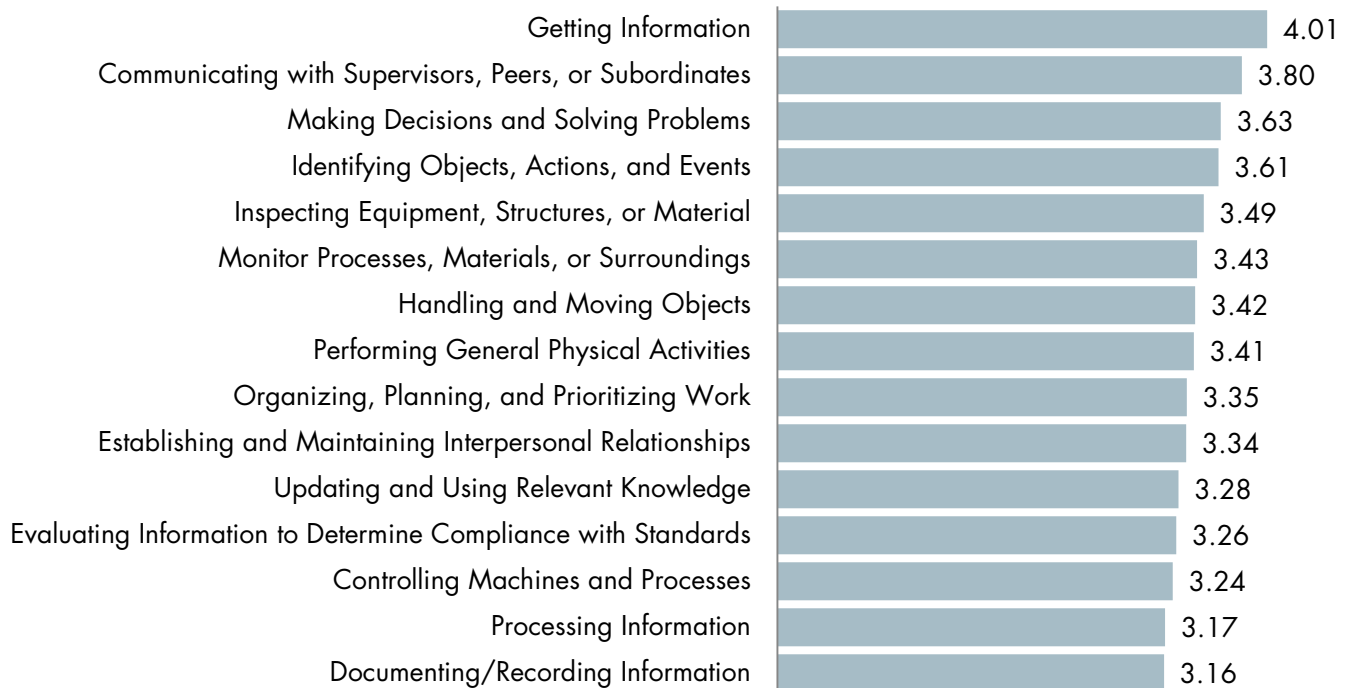 Getting Information 4.01
Communicating with Supervisors, Peers, or Subordinates 3.80
Making Decisions and Solving Problems 3.63
Identifying Objects, Actions, and Events 3.61
Inspecting Equipment, Structures, or Material 3.49
Monitor Processes, Materials, or Surroundings 3.43
Handling and Moving Objects 3.42
Performing General Physical Activities 3.41
Organizing, Planning, and Prioritizing Work 3.35
Establishing and Maintaining Interpersonal Relationships 3.34
Updating and Using Relevant Knowledge 3.28
Evaluating Information to Determine Compliance with Standards 3.26
Controlling Machines and Processes 3.24
Processing Information 3.17
Documenting/Recording Information 3.16